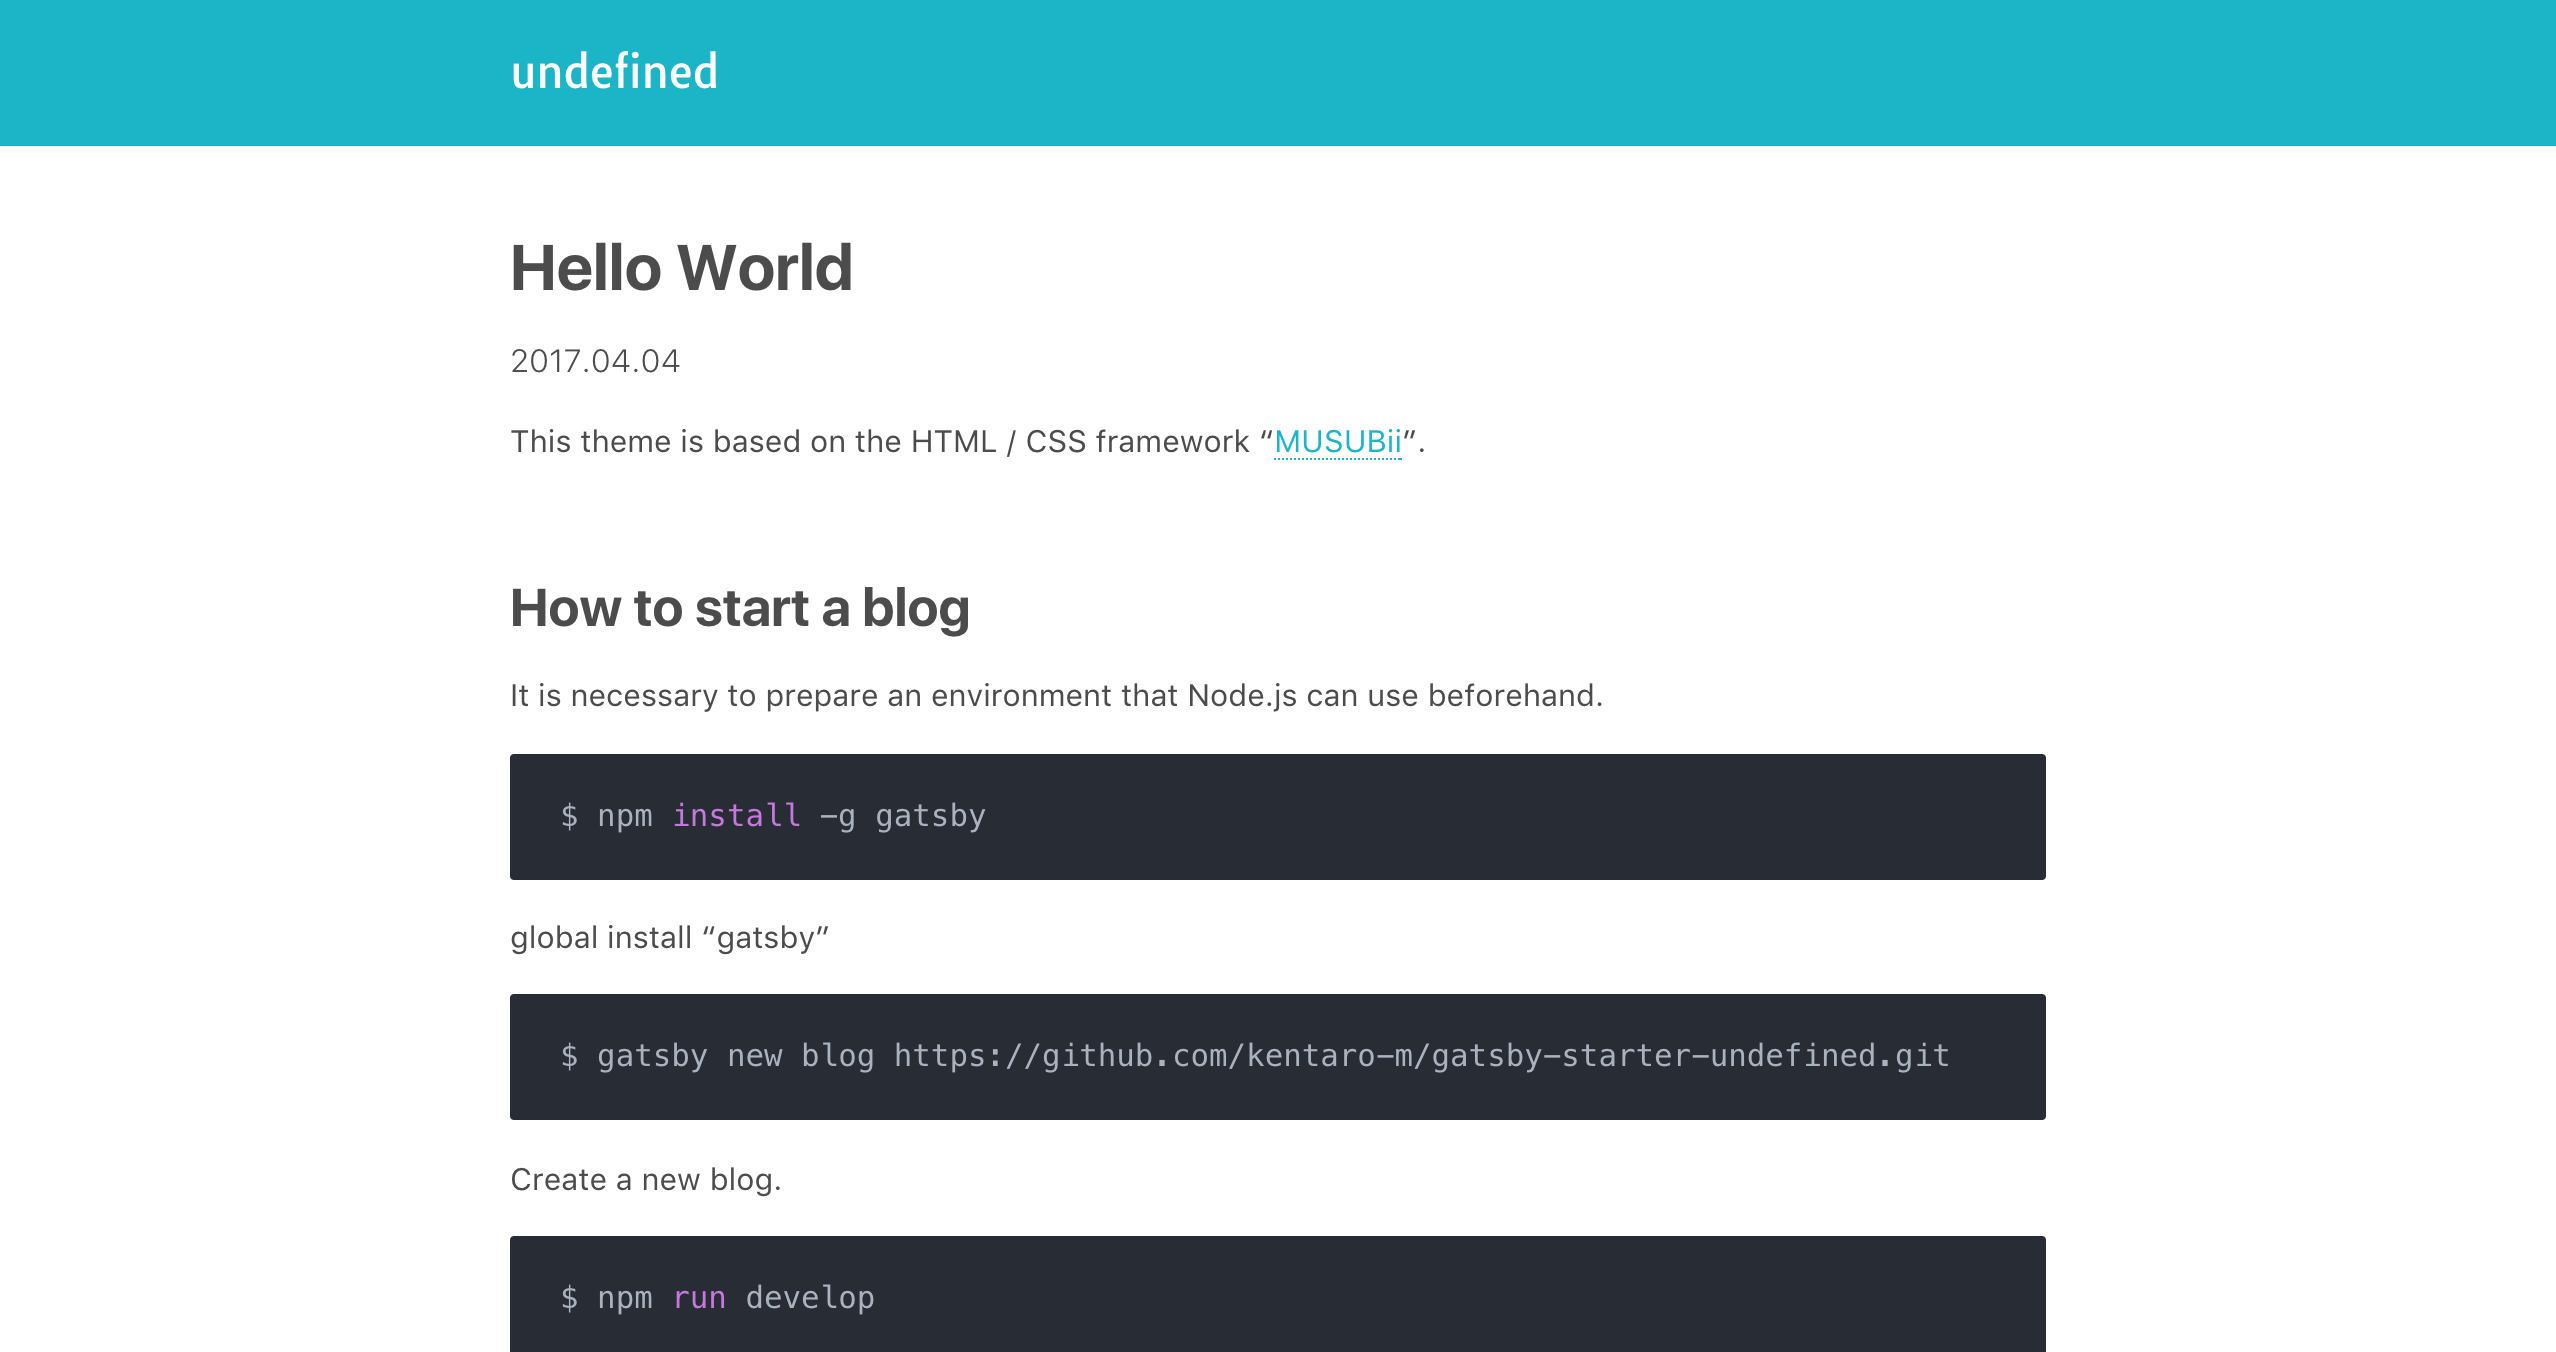 undefined
Hello World
2017.04.04
This theme is based on the HTML / CSS framework “MUSUBii”.
How to start a blog
It is necessary to prepare an environment that Node.js can use beforehand.
$ npm install -g gatsby
global install “gatsby”
$ gatsby new blog https://github.com/kentaro-m/gatsby-starter-undefined.git
Create a new blog.
$ npm run develop